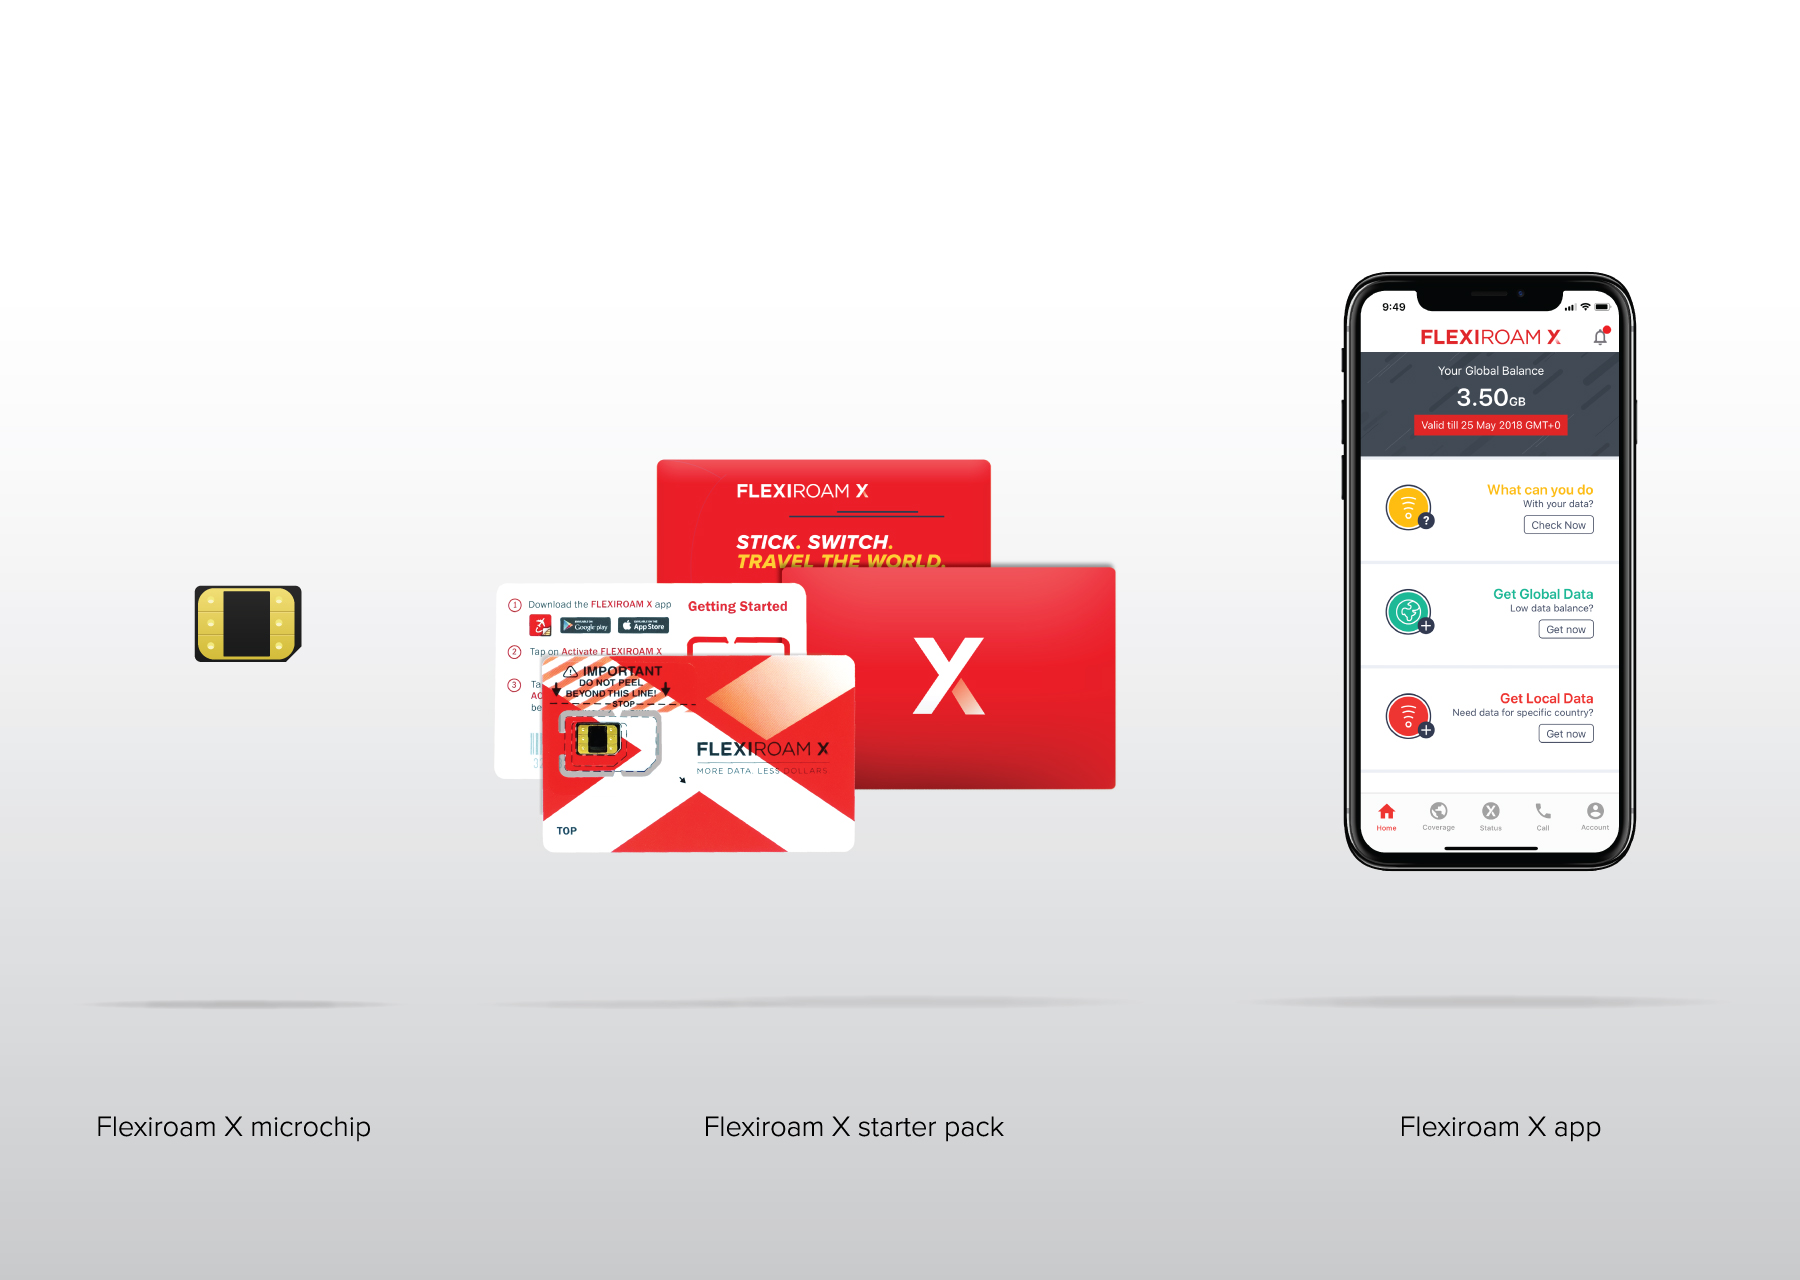 FLEXIROAM X
STICK. SWITCH.
TRAVEL THE WORLD.
1 Download the FLEXIROAM X app
Getting Started
Google play
App Store
2 Tap on Activate FLEXIROAM X
3 Ta
be
IMPORTANT
DO NOT PEEL
BEYOND THIS LINE!
STOP
FLEXIROAM X
MORE DATA. LESS DOLLARS.
TOP
X
9:49
FLEXIROAM X
Your Global Balance
3.50GB
Valid till 25 May 2018 GMT+0
What can you do
With your data?
Check Now
?
Get Global Data
Low data balance?
Get now
Get Local Data
Need data for specific country?
Get now
Home
Coverage
Status
Call
Account
Flexiroam X microchip
Flexiroam X starter pack
Flexiroam X app